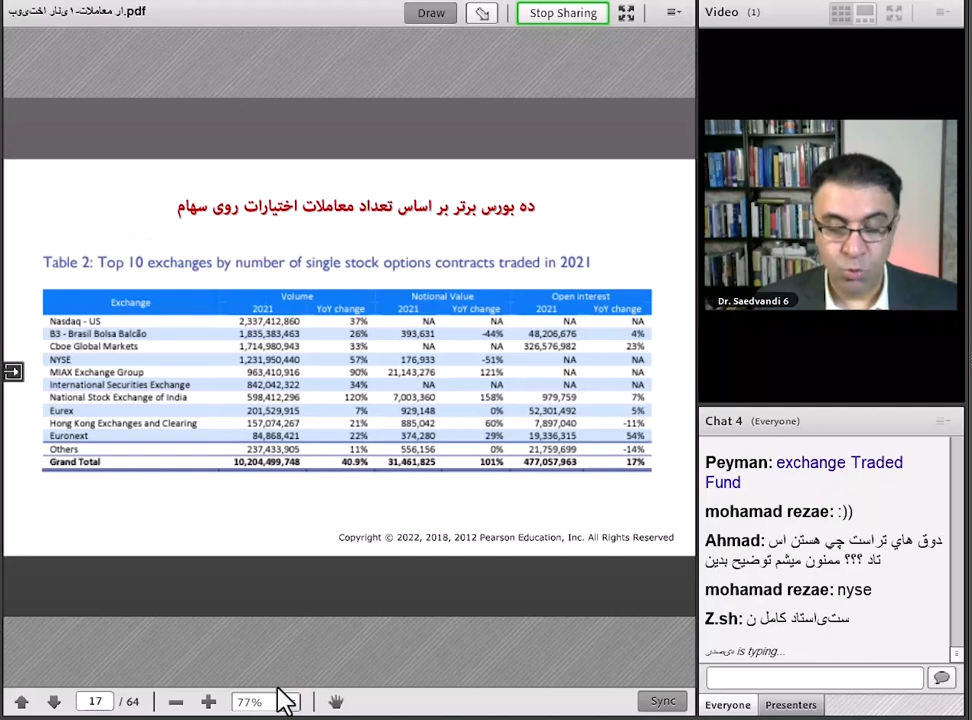 ار معاملات-۱ینار اختیوب.pdf
Draw
Stop Sharing
Video (1)
ده بورس برتر بر اساس تعداد معاملات اختیارات روی سهام
Table 2: Top 10 exchanges by number of single stock options contracts traded in 2021
Exchange Volume Notional Value Open Interest
2021 YoY change 2021 YoY change 2021 YoY change
Nasdaq - US 2,337,412,860 37% NA NA NA NA
B3 - Brasil Bolsa Balcão 1,835,383,463 26% 393,631 -44% 48,206,676 4%
Cboe Global Markets 1,714,980,943 33% NA NA 326,576,982 23%
NYSE 1,231,950,440 57% 176,933 -51% NA NA
MIAX Exchange Group 963,410,916 90% 21,143,276 121% NA NA
International Securities Exchange 842,042,322 34% NA NA NA NA
National Stock Exchange of India 598,412,296 120% 7,003,360 158% 979,759 7%
Eurex 201,529,915 7% 929,148 0% 52,301,492 5%
Hong Kong Exchanges and Clearing 157,074,267 21% 885,042 60% 7,897,040 -11%
Euronext 84,868,421 22% 374,280 29% 19,336,315 54%
Others 237,433,905 11% 556,156 0% 21,759,699 -14%
Grand Total 10,204,499,748 40.9% 31,461,825 101% 477,057,963 17%
Copyright © 2022, 2018, 2012 Pearson Education, Inc. All Rights Reserved
17 / 64
77%
Sync
Dr. Saedvandi 6
Chat 4 (Everyone)
Peyman: exchange Traded
Fund
mohamad rezae: :))
Ahmad: دوق هاي تراست چي هستن اس
تاد ؟؟؟ ممنون میشم توضیح بدین
mohamad rezae: nyse
Z.sh: ستیاستاد کامل ن
is typing...
Everyone
Presenters